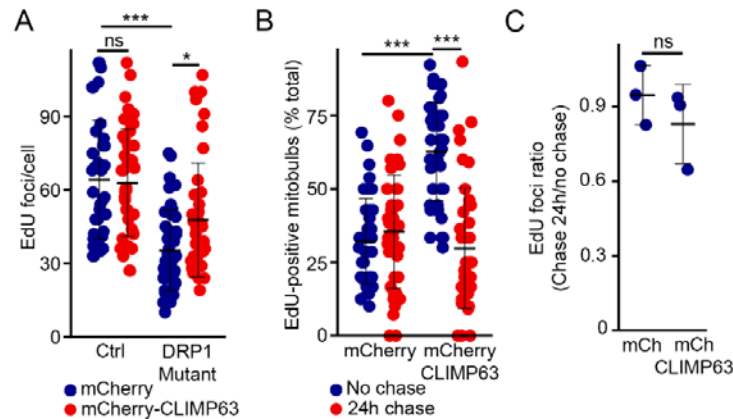 A
***
ns
*
EdU foci/cell
90
60
30
0
Ctrl
DRP1
Mutant
mCherry
mCherry-CLIMP63
B
***
***
EdU-positive mitobulbs (% total)
75
50
25
0
mCherry
mCherry
CLIMP63
No chase
24h chase
C
ns
EdU foci ratio
(Chase 24h/no chase)
0.9
0.6
0.3
0
mCh
mCh
CLIMP63